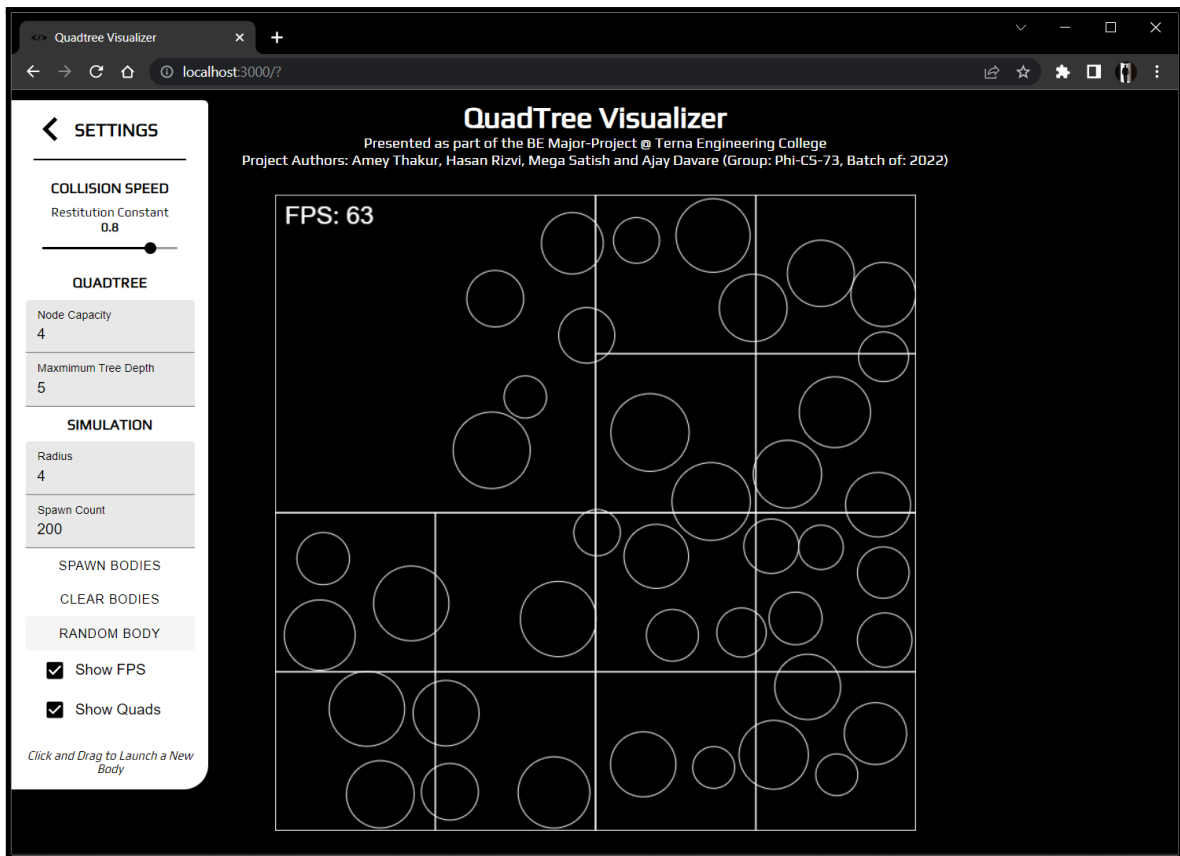 </> Quadtree Visualizer
localhost:3000/?
SETTINGS
COLLISION SPEED
Restitution Constant
0.8
QUADTREE
Node Capacity
4
Maxmimum Tree Depth
5
SIMULATION
Radius
4
Spawn Count
200
SPAWN BODIES
CLEAR BODIES
RANDOM BODY
Show FPS
Show Quads
Click and Drag to Launch a New
Body
QuadTree Visualizer
Presented as part of the BE Major-Project @ Terna Engineering College
Project Authors: Amey Thakur, Hasan Rizvi, Mega Satish and Ajay Davare (Group: Phi-CS-73, Batch of: 2022)
FPS: 63